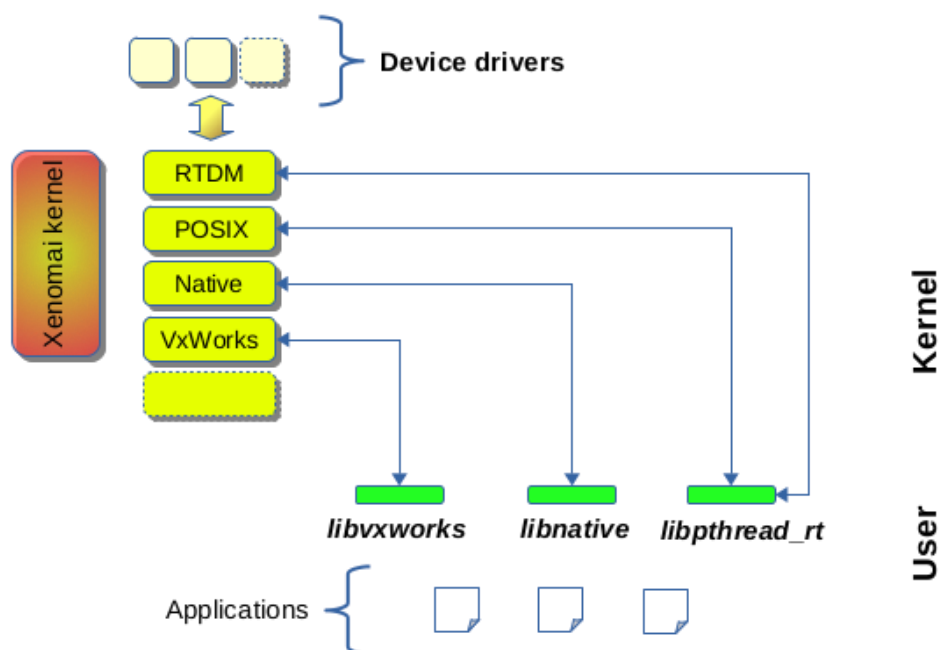 Device drivers
Xenomai kernel
RTDM
POSIX
Native
VxWorks
Kernel
libvxworks
libnative
libpthread_rt
User
Applications